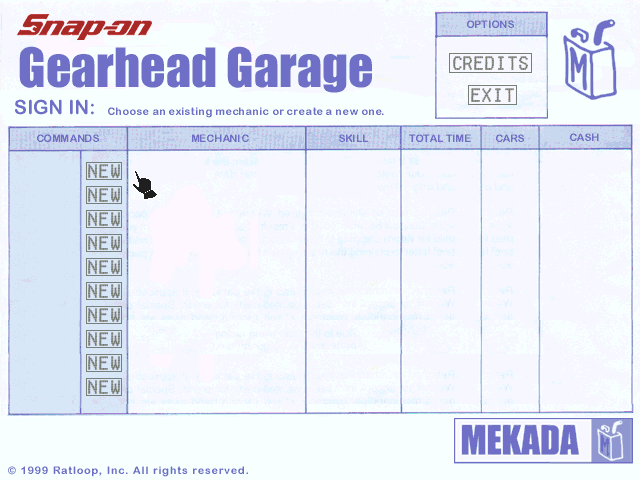 Snap-on
Gearhead Garage
SIGN IN: Choose an existing mechanic or create a new one.
OPTIONS
CREDITS
EXIT
M
COMMANDS MECHANIC SKILL TOTAL TIME CARS CASH
NEW
NEW
NEW
NEW
NEW
NEW
NEW
NEW
NEW
NEW
MEKADA M
© 1999 Ratloop, Inc. All rights reserved.